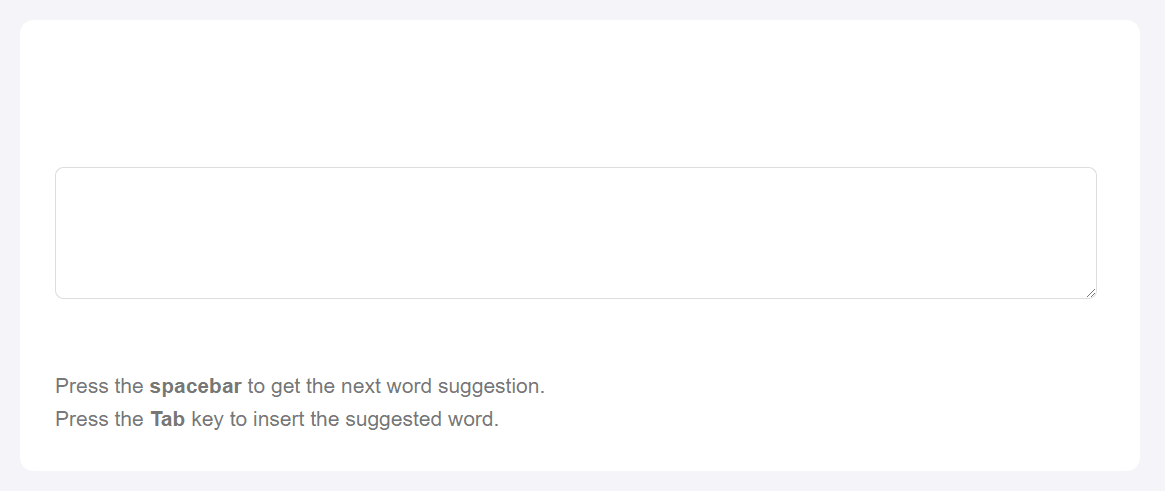 Press the spacebar to get the next word suggestion.
Press the Tab key to insert the suggested word.